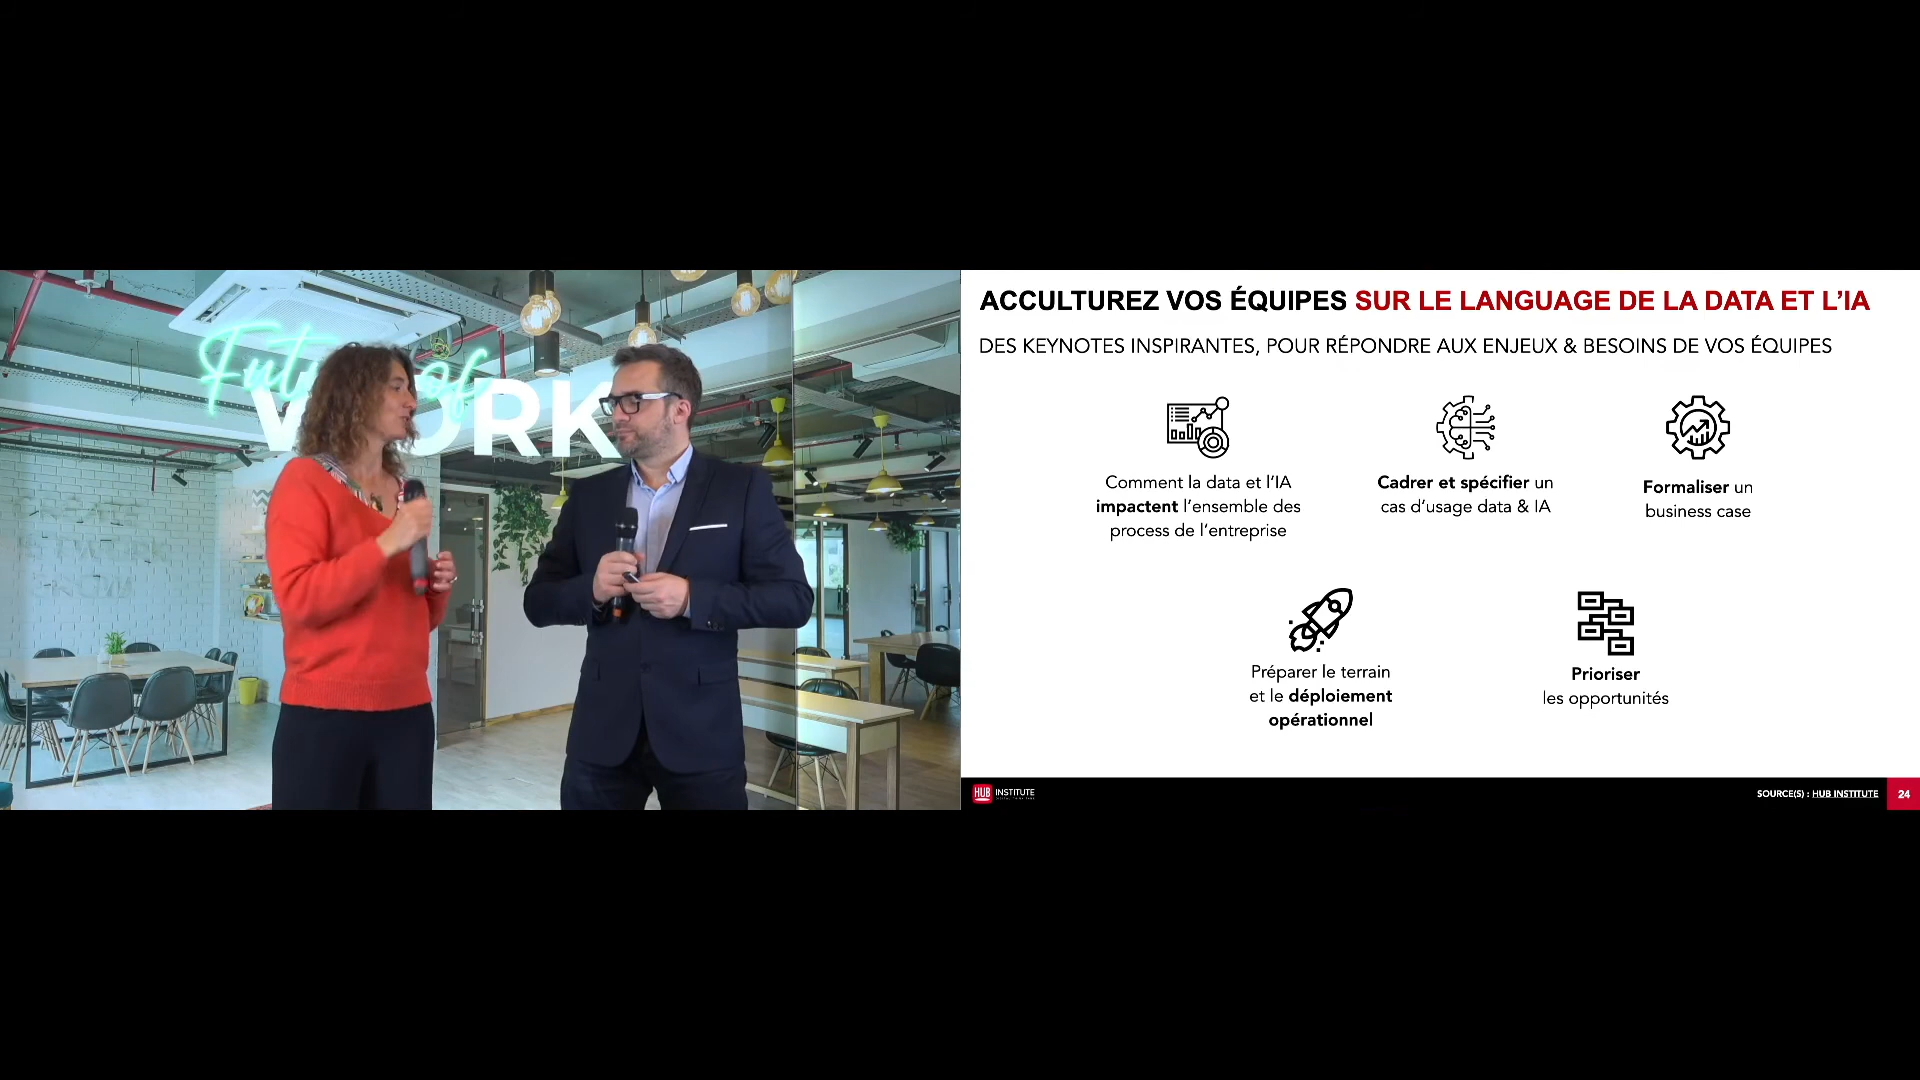 Future of
WORK
ACCULTUREZ VOS ÉQUIPES SUR LE LANGUAGE DE LA DATA ET L’IA
DES KEYNOTES INSPIRANTES, POUR RÉPONDRE AUX ENJEUX & BESOINS DE VOS ÉQUIPES
Comment la data et l’IA
impactent l’ensemble des
process de l’entreprise
Cadrer et spécifier un
cas d’usage data & IA
Formaliser un
business case
Préparer le terrain
et le déploiement
opérationnel
Prioriser
les opportunités
HUB INSTITUTE
SOURCE(S) : HUB INSTITUTE
24